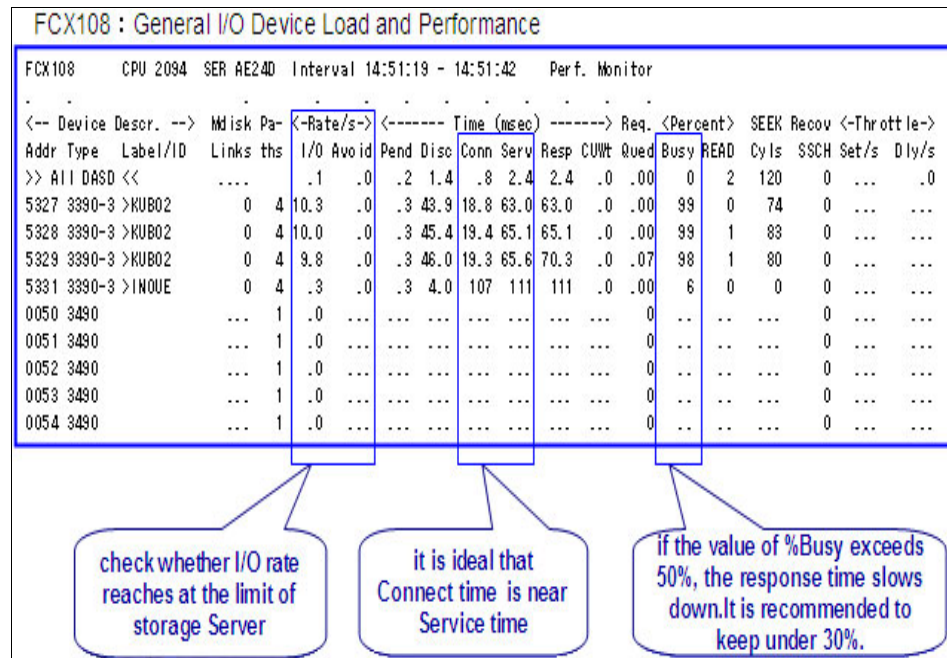 FCX108 : General I/O Device Load and Performance
FCX108 CPU 2094 SER AE24D Interval 14:51:19 - 14:51:42 Perf. Monitor
. . . . . . . . . . . .
<-- Device Descr. --> Mdisk Pa- <-Rate/s-> <------- Time (msec) -------> Req. <Percent> SEEK Recov <-Throttle->
Addr Type Label/ID Links ths I/O Avoid Pend Disc Conn Serv Resp CUWt Qued Busy READ Cyls SSCH Set/s Dly/s
>> All DASD << .... .1 .0 .2 1.4 .8 2.4 2.4 .0 .00 0 2 120 0 ... .0
5327 3390-3 >KUB02 0 4 10.3 .0 .3 43.9 18.8 63.0 63.0 .0 .00 99 0 74 0 ... ...
5328 3390-3 >KUB02 0 4 10.0 .0 .3 45.4 19.4 65.1 65.1 .0 .00 99 1 83 0 ... ...
5329 3390-3 >KUB02 0 4 9.8 .0 .3 46.0 19.3 65.6 70.3 .0 .07 98 1 80 0 ... ...
5331 3390-3 >INOUE 0 4 .3 .0 .3 4.0 107 111 111 .0 .00 6 0 0 0 ... ...
0050 3490 ... 1 .0 ... ... ... ... ... ... ... 0 .. .. ... 0 ... ...
0051 3490 ... 1 .0 ... ... ... ... ... ... ... 0 .. .. ... 0 ... ...
0052 3490 ... 1 .0 ... ... ... ... ... ... ... 0 .. .. ... 0 ... ...
0053 3490 ... 1 .0 ... ... ... ... ... ... ... 0 .. .. ... 0 ... ...
0054 3490 ... 1 .0 ... ... ... ... ... ... ... 0 .. .. ... 0 ... ...
check whether I/O rate
reaches at the limit of
storage Server
it is ideal that
Connect time is near
Service time
if the value of %Busy exceeds
50%, the response time slows
down.It is recommended to
keep under 30%.